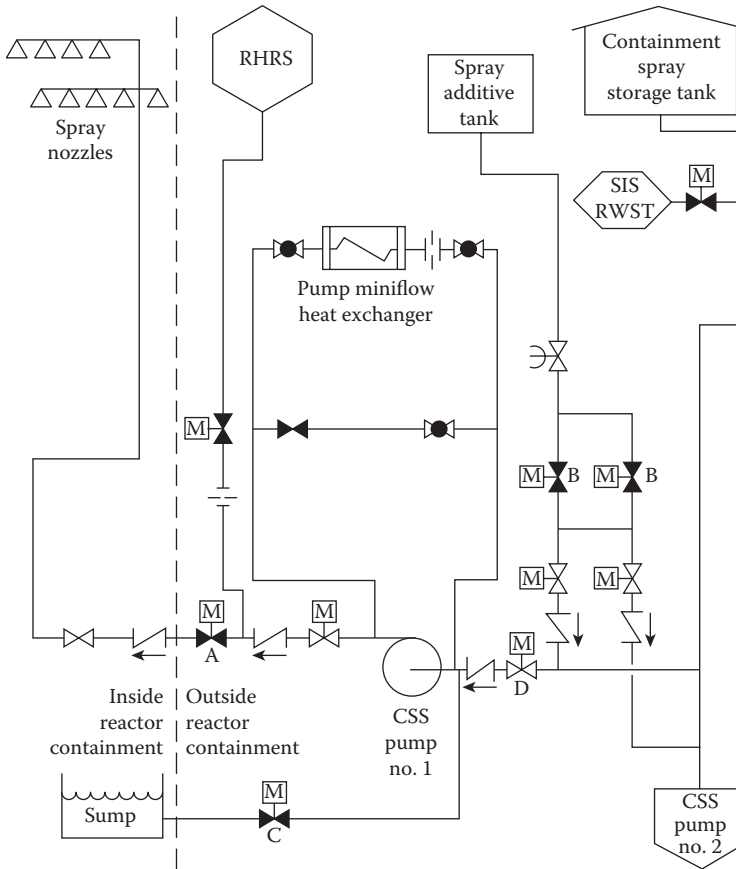 RHRS
Spray
additive
tank
Containment
spray
storage tank
Spray
nozzles
M
SIS
RWST
Pump miniflow
heat exchanger
M
M
B
M
B
M
M
M
A
M
M
D
Inside
reactor
containment
Outside
reactor
containment
CSS
pump
no. 1
M
C
Sump
CSS
pump
no. 2